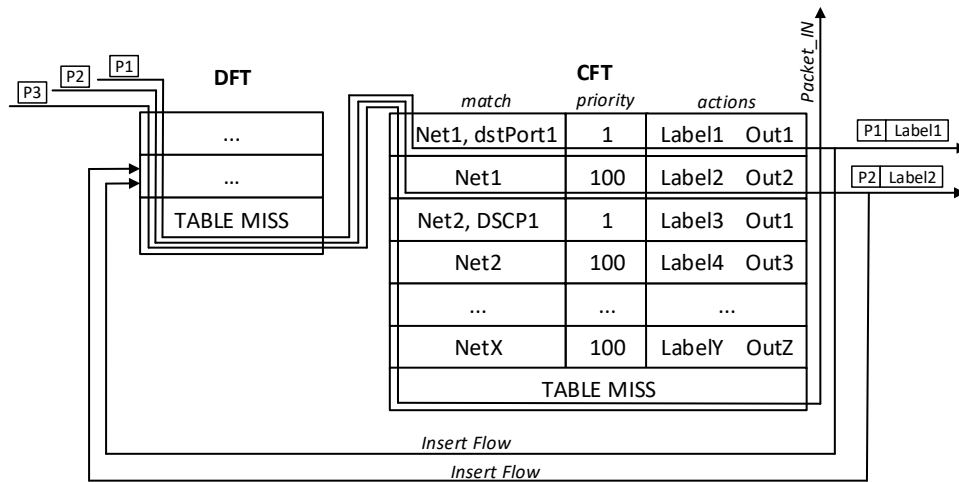 P1
P2
P3
DFT
...
...
TABLE MISS
CFT
match priority actions
Net1, dstPort1 1 Label1 Out1
Net1 100 Label2 Out2
Net2, DSCP1 1 Label3 Out1
Net2 100 Label4 Out3
... ... ...
NetX 100 LabelY OutZ
TABLE MISS
Packet_IN
P1 Label1
P2 Label2
Insert Flow
Insert Flow